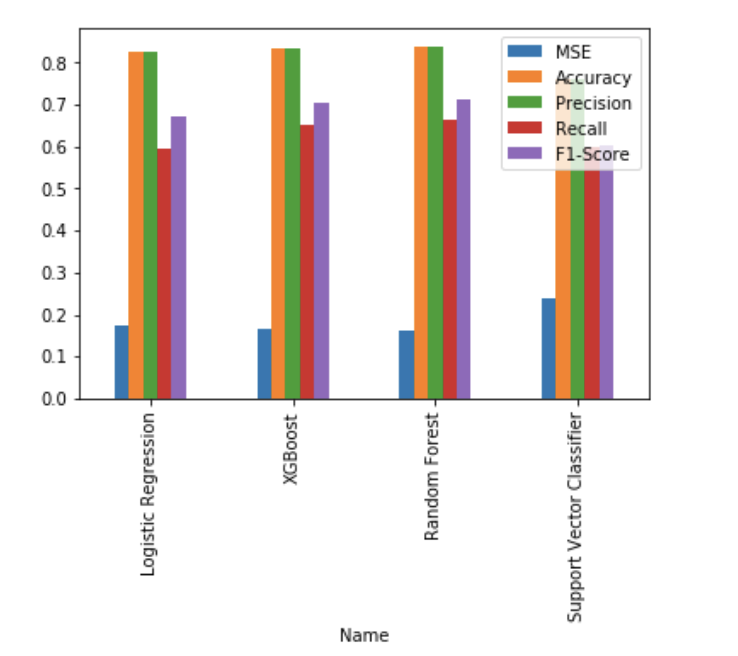 0.8
0.7
0.6
0.5
0.4
0.3
0.2
0.1
0.0
MSE
Accuracy
Precision
Recall
F1-Score
Logistic Regression
XGBoost
Random Forest
Support Vector Classifier
Name